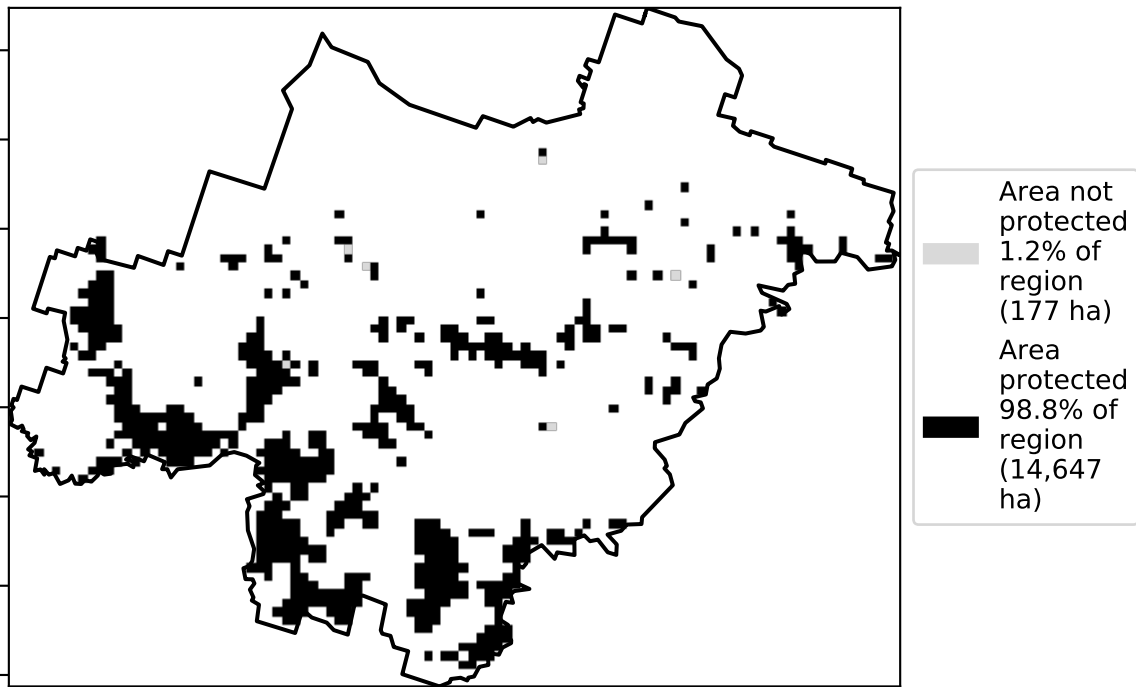 Area not
protected
1.2% of
region
(177 ha)
Area
protected
98.8% of
region
(14,647
ha)